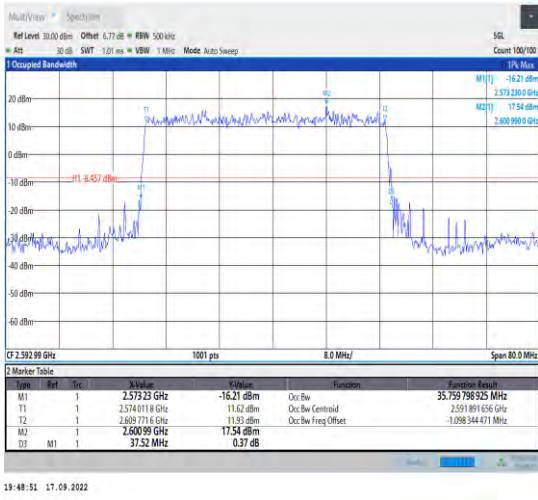 MultiView Spectrum
Ref Level 30.00 dBm Offset 6.77 dB RBW 500 kHz SGL
Att 30 dB SWT 1.01 ms VBW 1 MHz Mode Auto Sweep Count 100/100
1 Occupied Bandwidth 1Pk Max
M1[1] -16.21 dBm
2.573 230 0 GHz
M2[1] 17.54 dBm
2.600 990 0 GHz
20 dBm
M2
T1
10 dBm
0 dBm
H1 -8.457 dBm
-10 dBm
M1
-20 dBm
-30 dBm
-40 dBm
-50 dBm
-60 dBm
CF 2.592 99 GHz 1001 pts 8.0 MHz/ Span 80.0 MHz
2 Marker Table
Type Ref Trc X-Value Y-Value Function Function Result
M1 1 2.573 23 GHz -16.21 dBm Occ Bw 35.759 798 925 MHz
T1 1 2.574 011 8 GHz 11.62 dBm Occ Bw Centroid 2.591 891 656 GHz
T2 1 2.609 771 6 GHz 11.93 dBm Occ Bw Freq Offset -1.098 344 471 MHz
M2 1 2.600 99 GHz 17.54 dBm
D3 M1 1 37.52 MHz 0.37 dB
19:48:51 17.09.2022